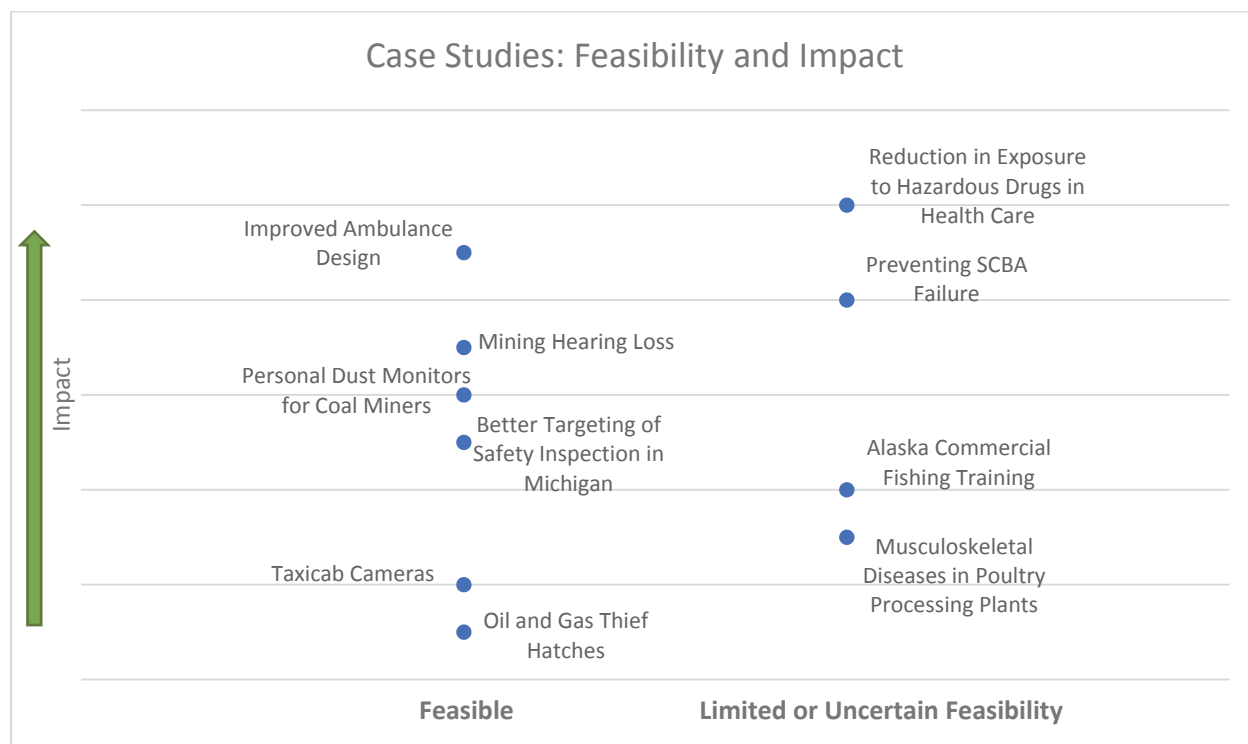 Case Studies: Feasibility and Impact
Reduction in Exposure
to Hazardous Drugs in
Health Care
Improved Ambulance
Design
Preventing SCBA
Failure
Mining Hearing Loss
Personal Dust Monitors
for Coal Miners
Better Targeting of
Safety Inspection in
Michigan
Alaska Commercial
Fishing Training
Musculoskeletal
Diseases in Poultry
Processing Plants
Taxicab Cameras
Oil and Gas Thief
Hatches
Impact
Feasible
Limited or Uncertain Feasibility